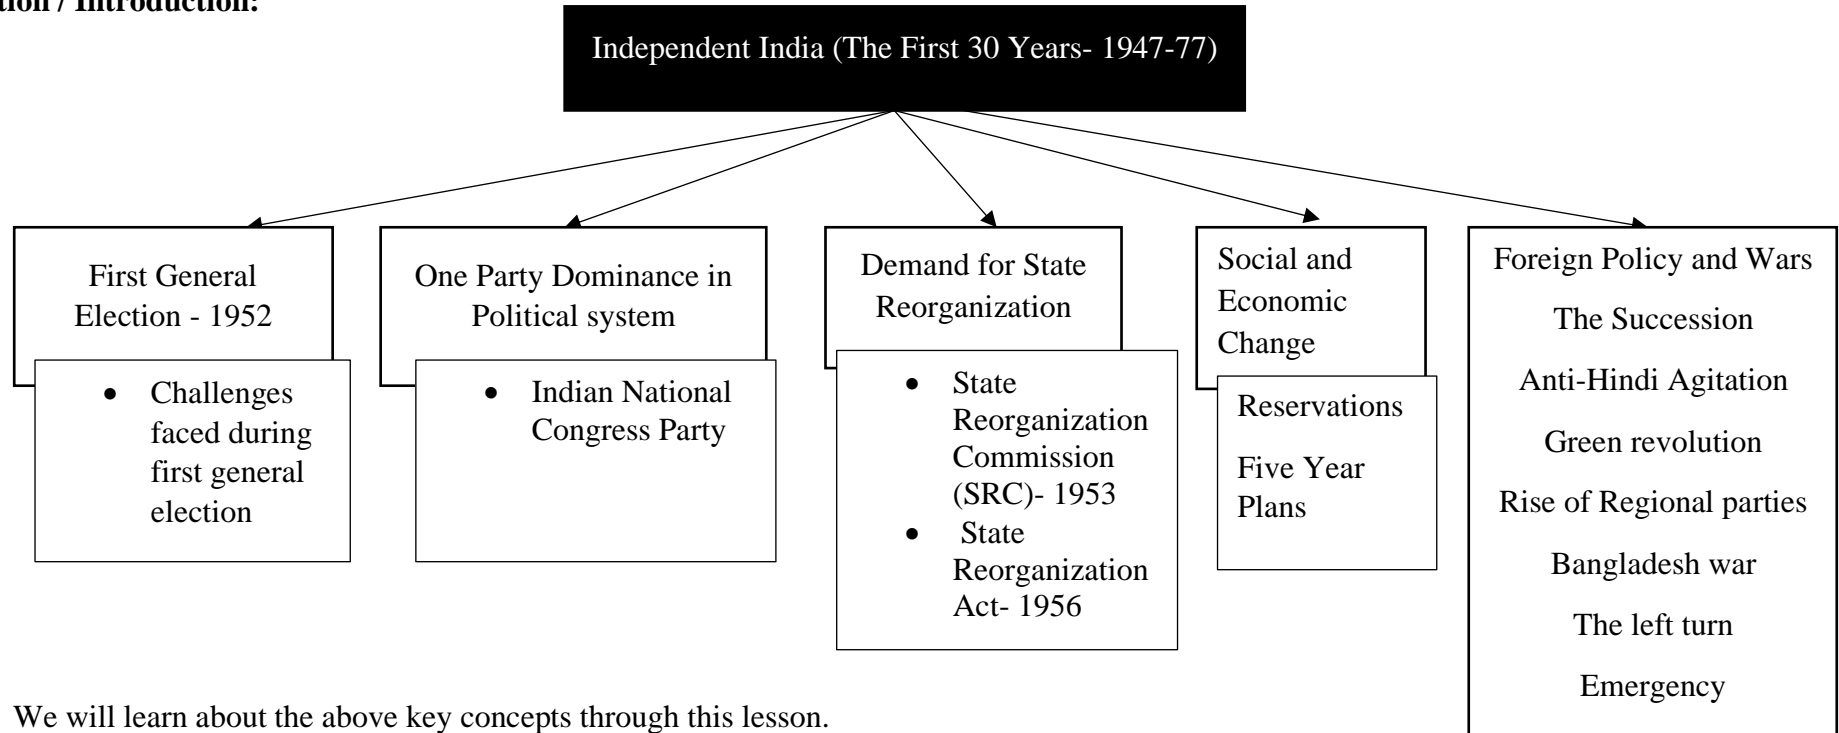 / Introduction:
Independent India (The First 30 Years- 1947-77)
First General
Election - 1952
• Challenges
faced during
first general
election
One Party Dominance in
Political system
• Indian National
Congress Party
Demand for State
Reorganization
• State
Reorganization
Commission
(SRC)- 1953
• State
Reorganization
Act- 1956
Social and
Economic
Change
Reservations
Five Year
Plans
Foreign Policy and Wars
The Succession
Anti-Hindi Agitation
Green revolution
Rise of Regional parties
Bangladesh war
The left turn
Emergency
We will learn about the above key concepts through this lesson.